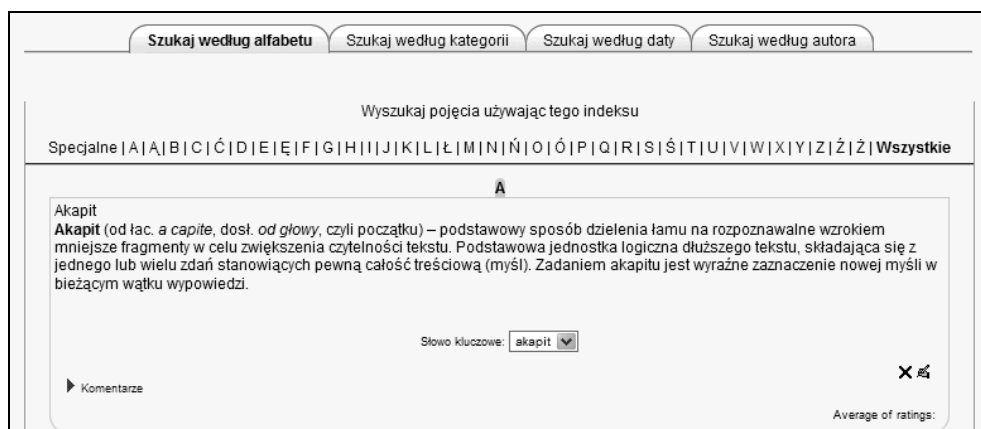 Szukaj według alfabetu Szukaj według kategorii Szukaj według daty Szukaj według autora
Wyszukaj pojęcia używając tego indeksu
Specjalne | A | Ą | B | C | Ć | D | E | Ę | F | G | H | I | J | K | L | Ł | M | N | Ń | O | Ó | P | Q | R | S | Ś | T | U | V | W | X | Y | Z | Ź | Ż | Wszystkie
A
Akapit
Akapit (od łac. a capite, dosł. od głowy, czyli początku) – podstawowy sposób dzielenia łamu na rozpoznawalne wzrokiem
mniejsze fragmenty w celu zwiększenia czytelności tekstu. Podstawowa jednostka logiczna dłuższego tekstu, składająca się z
jednego lub wielu zdań stanowiących pewną całość treściową (myśl). Zadaniem akapitu jest wyraźne zaznaczenie nowej myśli w
bieżącym wątku wypowiedzi.
Słowo kluczowe: akapit
Komentarze
Average of ratings: